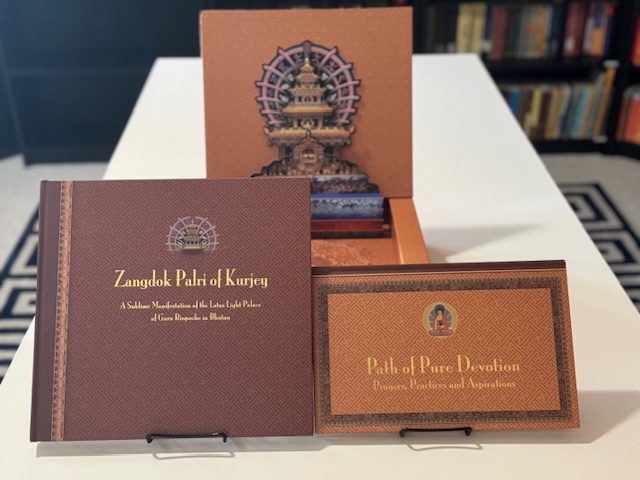 Zangdok Palri of Kurjey
A Sublime Manifestation of the Lotus Light Palace
of Guru Rinpoche in Bhutan
Path of Pure Devotion
Prayers, Practices and Aspirations